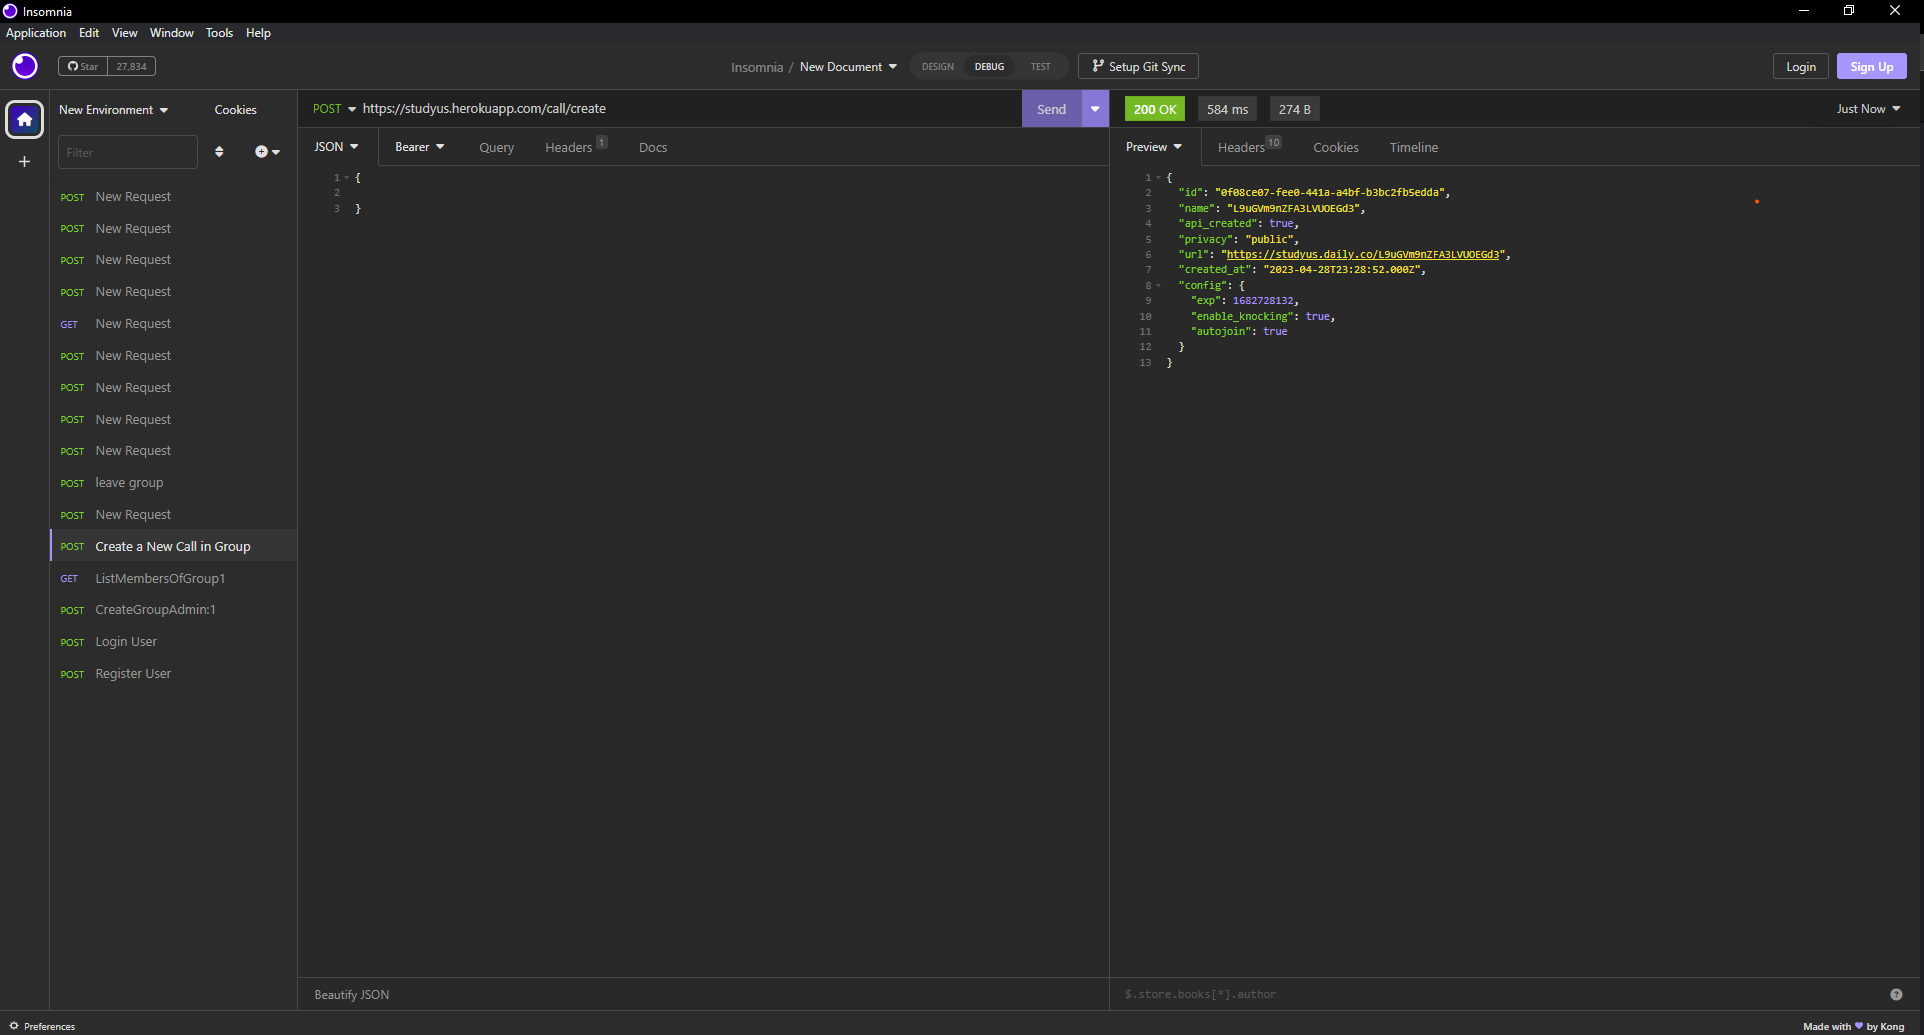 Insomnia
Application Edit View Window Tools Help
Star 27,834
Insomnia / New Document
DESIGN DEBUG TEST
Setup Git Sync
Login Sign Up
New Environment Cookies
Filter
POST New Request
POST New Request
POST New Request
POST New Request
GET New Request
POST New Request
POST New Request
POST New Request
POST New Request
POST leave group
POST New Request
POST Create a New Call in Group
GET ListMembersOfGroup1
POST CreateGroupAdmin:1
POST Login User
POST Register User
POST https://studyus.herokuapp.com/call/create
Send
JSON Bearer Query Headers 1 Docs
1 {
2
3 }
Beautify JSON
200 OK 584 ms 274 B Just Now
Preview Headers 10 Cookies Timeline
1 {
2 "id": "0f08ce07-fee0-441a-a4bf-b3bc2fb5edda",
3 "name": "L9uGVm9nZFA3LVUOEGd3",
4 "api_created": true,
5 "privacy": "public",
6 "url": "https://studyus.daily.co/L9uGVm9nZFA3LVUOEGd3",
7 "created_at": "2023-04-28T23:28:52.000Z",
8 "config": {
9 "exp": 1682728132,
10 "enable_knocking": true,
11 "autojoin": true
12 }
13 }
$.store.books[*].author
Preferences
Made with ♥ by Kong